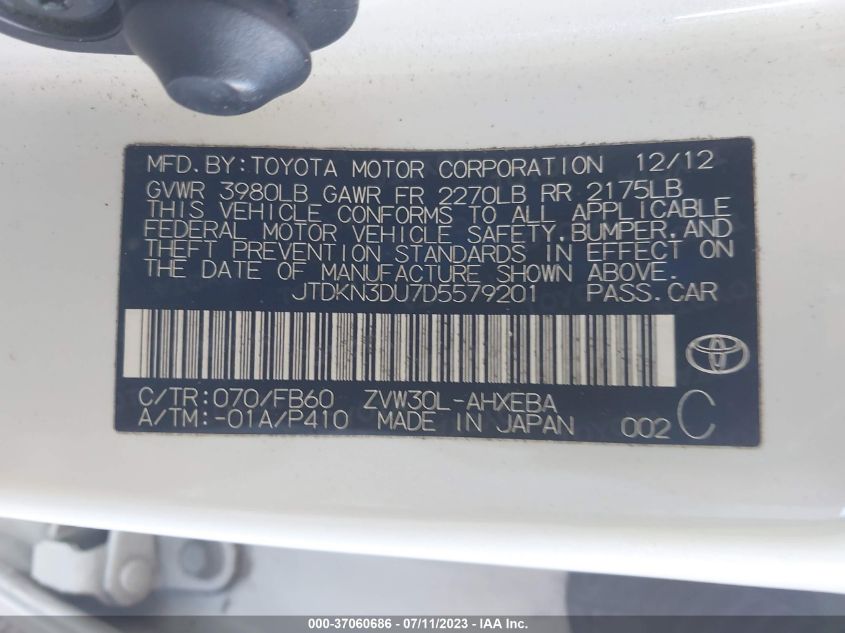 MFD.BY:TOYOTA MOTOR CORPORATION 12/12
GVWR 3980LB GAWR FR 2270LB RR 2175LB
THIS VEHICLE CONFORMS TO ALL APPLICABLE
FEDERAL MOTOR VEHICLE SAFETY,BUMPER,AND
THEFT PREVENTION STANDARDS IN EFFECT ON
THE DATE OF MANUFACTURE SHOWN ABOVE.
JTDKN3DU7D5579201 PASS.CAR
C/TR:070/FB60 ZVW30L-AHXEBA
A/TM:-01A/P410 MADE IN JAPAN 002 C
000-37060686 - 07/11/2023 - IAA Inc.